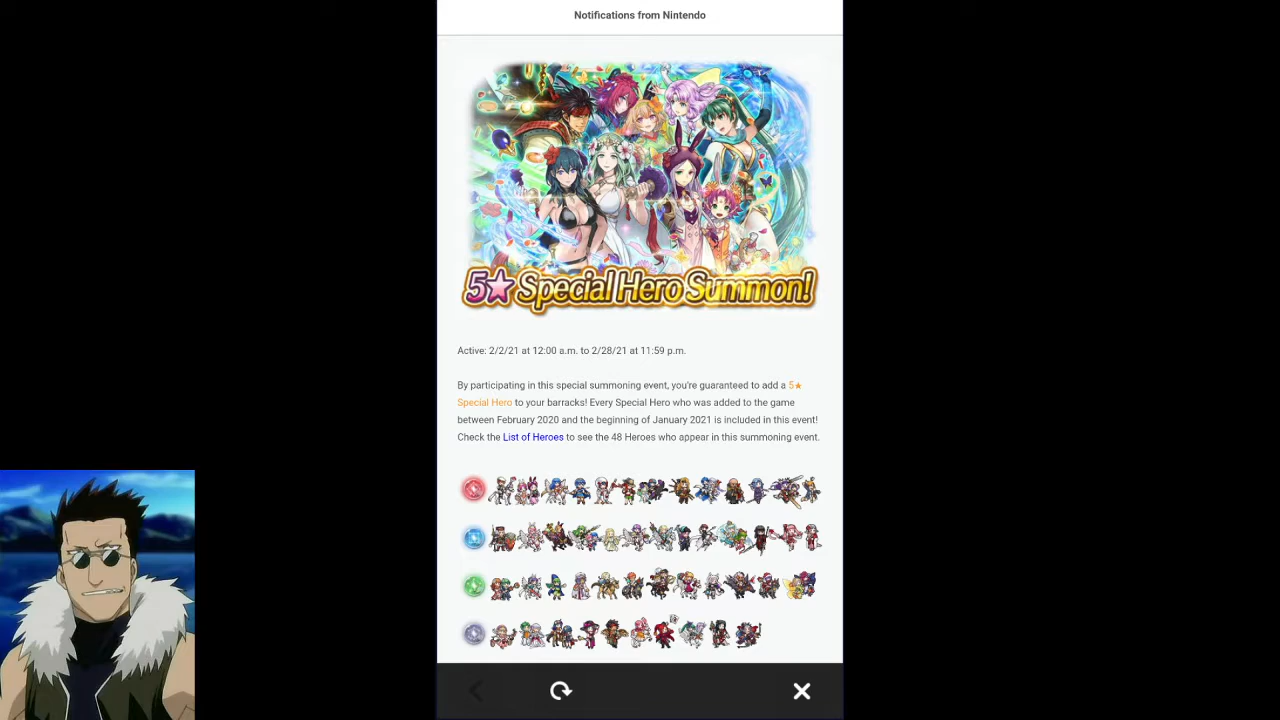 Notifications from Nintendo
5★ Special Hero Summon!
Active: 2/2/21 at 12:00 a.m. to 2/28/21 at 11:59 p.m.
By participating in this special summoning event, you're guaranteed to add a 5★
Special Hero to your barracks! Every Special Hero who was added to the game
between February 2020 and the beginning of January 2021 is included in this event!
Check the List of Heroes to see the 48 Heroes who appear in this summoning event.